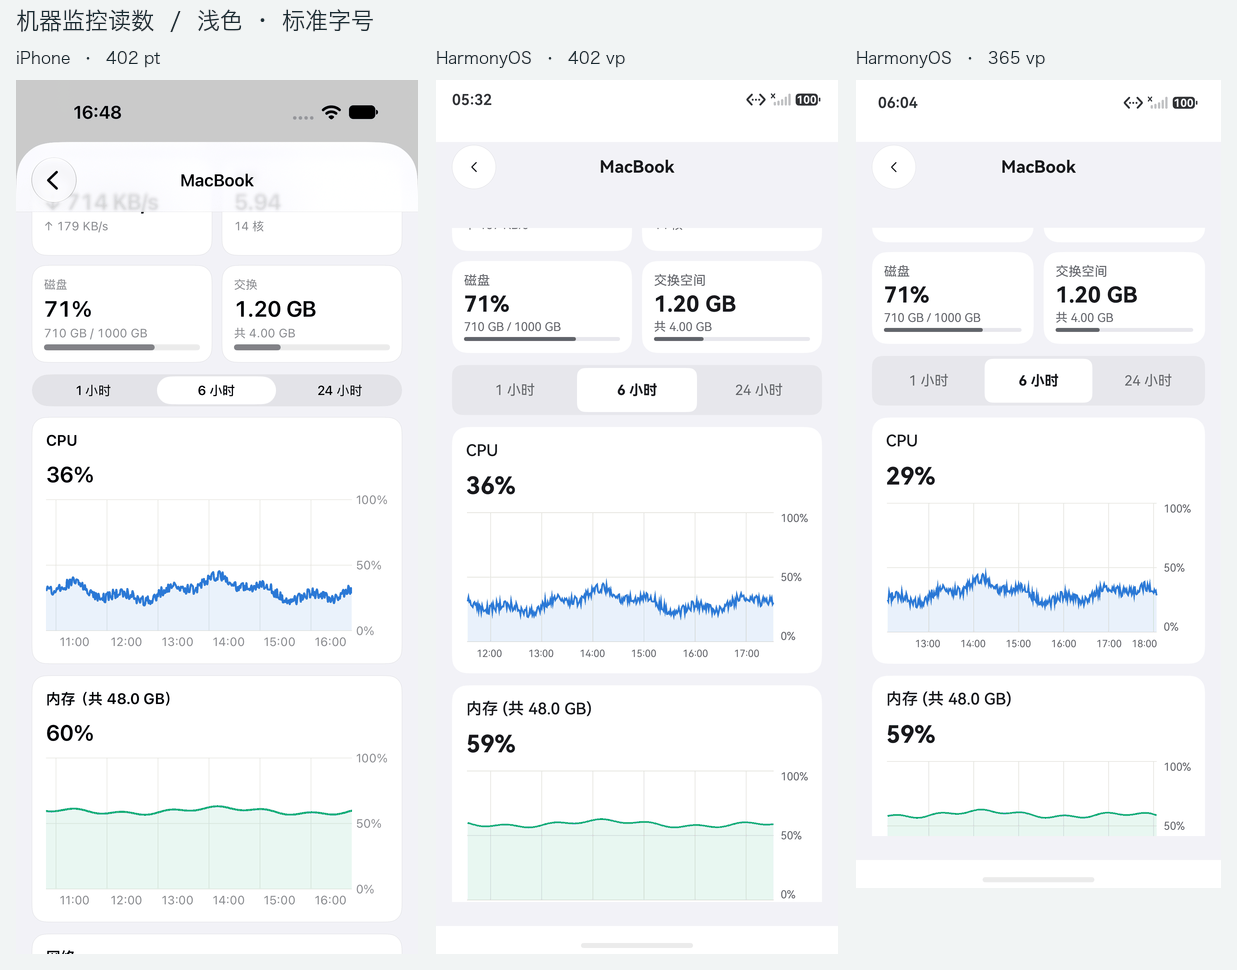 机器监控读数 / 浅色 · 标准字号
iPhone · 402 pt
16:48
MacBook
714 KB/s
5.94
↑ 179 KB/s
14 核
磁盘
71%
710 GB / 1000 GB
交换
1.20 GB
共 4.00 GB
1 小时
6 小时
24 小时
CPU
36%
100%
50%
0%
11:00
12:00
13:00
14:00
15:00
16:00
内存 (共 48.0 GB)
60%
100%
50%
0%
11:00
12:00
13:00
14:00
15:00
16:00
HarmonyOS · 402 vp
05:32
100
MacBook
磁盘
71%
710 GB / 1000 GB
交换空间
1.20 GB
共 4.00 GB
1 小时
6 小时
24 小时
CPU
36%
100%
50%
0%
12:00
13:00
14:00
15:00
16:00
17:00
内存 (共 48.0 GB)
59%
100%
50%
0%
HarmonyOS · 365 vp
06:04
100
MacBook
磁盘
71%
710 GB / 1000 GB
交换空间
1.20 GB
共 4.00 GB
1 小时
6 小时
24 小时
CPU
29%
100%
50%
0%
13:00
14:00
15:00
16:00
17:00
18:00
内存 (共 48.0 GB)
59%
100%
50%